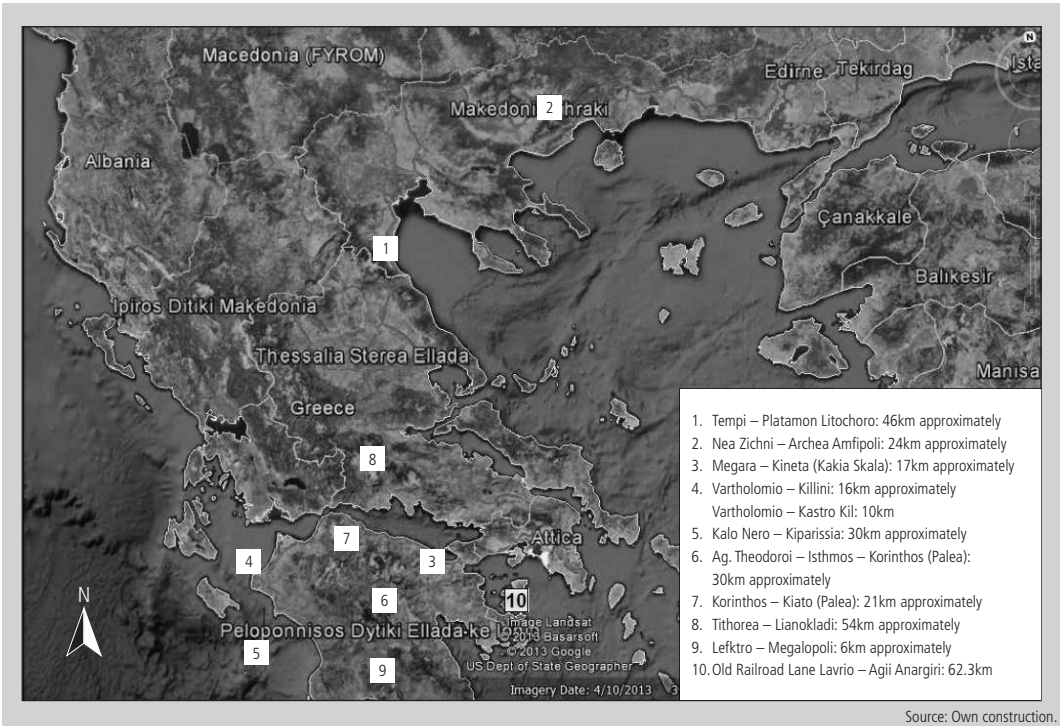 Macedonia (FYROM)
N
Ista
Edirne
Tekirdag
Makedoni
2
hraki
Albania
Çanakkale
1
Balıkesir
Ipiros Ditiki Makedonia
Thessalia Sterea Ellada
Manisa
Greece
8
7
Attica
4
3
6
10
N
Peloponnisos Dytiki Ellada-ke
5
9
Image Landsat
© 2013 Basarsoft
© 2013 Google
US Dept of State Geographer
Imagery Date: 4/10/2013
3
1. Tempi – Platamon Litochoro: 46km approximately
2. Nea Zichni – Archea Amfipoli: 24km approximately
3. Megara – Kineta (Kakia Skala): 17km approximately
4. Vartholomio – Killini: 16km approximately
Vartholomio – Kastro Kil: 10km
5. Kalo Nero – Kiparissia: 30km approximately
6. Ag. Theodoroi – Isthmos – Korinthos (Palea):
30km approximately
7. Korinthos – Kiato (Palea): 21km approximately
8. Tithorea – Lianokladi: 54km approximately
9. Lefktro – Megalopoli: 6km approximately
10. Old Railroad Lane Lavrio – Agii Anargiri: 62.3km
Source: Own construction.